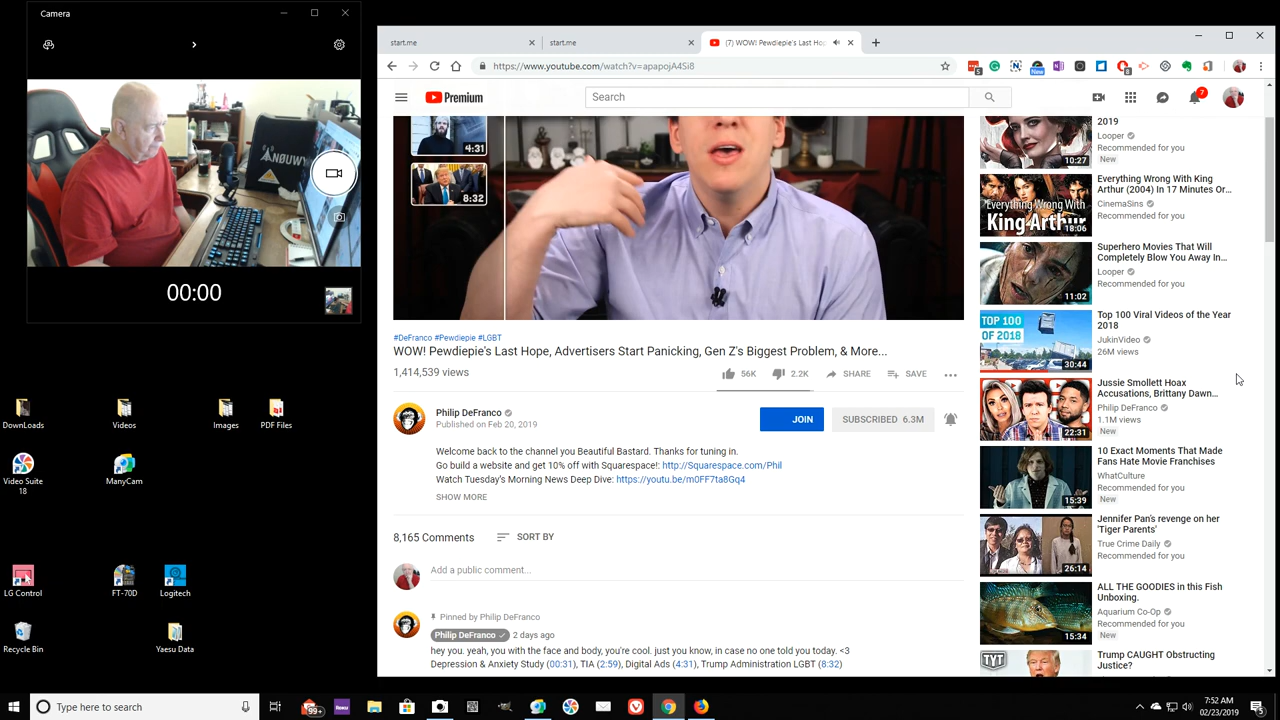 Camera
00:00
DownLoads
Videos
Images
PDF Files
Video Suite
18
ManyCam
LG Control
FT-70D
Logitech
Recycle Bin
Yaesu Data
start.me
start.me
(7) WOW! Pewdiepie's Last Hop
https://www.youtube.com/watch?v=apapojA4Si8
5
New
8
Premium
Search
7
4:31
8:32
#DeFranco #Pewdiepie #LGBT
WOW! Pewdiepie's Last Hope, Advertisers Start Panicking, Gen Z's Biggest Problem, & More...
1,414,539 views
56K
2.2K
SHARE
SAVE
Philip DeFranco
Published on Feb 20, 2019
JOIN
SUBSCRIBED 6.3M
Welcome back to the channel you Beautiful Bastard. Thanks for tuning in.
Go build a website and get 10% off with Squarespace!: http://Squarespace.com/Phil
Watch Tuesday's Morning News Deep Dive: https://youtu.be/m0FF7ta8Gq4
SHOW MORE
8,165 Comments
SORT BY
Add a public comment...
Pinned by Philip DeFranco
Philip DeFranco 2 days ago
hey you. yeah, you with the face and body, you're cool. just you know, in case no one told you today. <3
Depression & Anxiety Study (00:31), TIA (2:59), Digital Ads (4:31), Trump Administration LGBT (8:32)
2019
Looper
Recommended for you
New
10:27
Everything Wrong With King
Arthur (2004) In 17 Minutes Or...
CinemaSins
Recommended for you
Everything Wrong With
King Arthur
18:06
Superhero Movies That Will
Completely Blow You Away In...
Looper
Recommended for you
11:02
Top 100 Viral Videos of the Year
2018
JukinVideo
26M views
TOP 100
OF 2018
30:44
Jussie Smollett Hoax
Accusations, Brittany Dawn...
Philip DeFranco
1.1M views
New
22:31
10 Exact Moments That Made
Fans Hate Movie Franchises
WhatCulture
Recommended for you
New
15:39
Jennifer Pan's revenge on her
'Tiger Parents'
True Crime Daily
Recommended for you
26:14
ALL THE GOODIES in this Fish
Unboxing.
Aquarium Co-Op
Recommended for you
New
15:34
Trump CAUGHT Obstructing
Justice?
TYT
Type here to search
99+
Roku
7:52 AM
02/23/2019
5